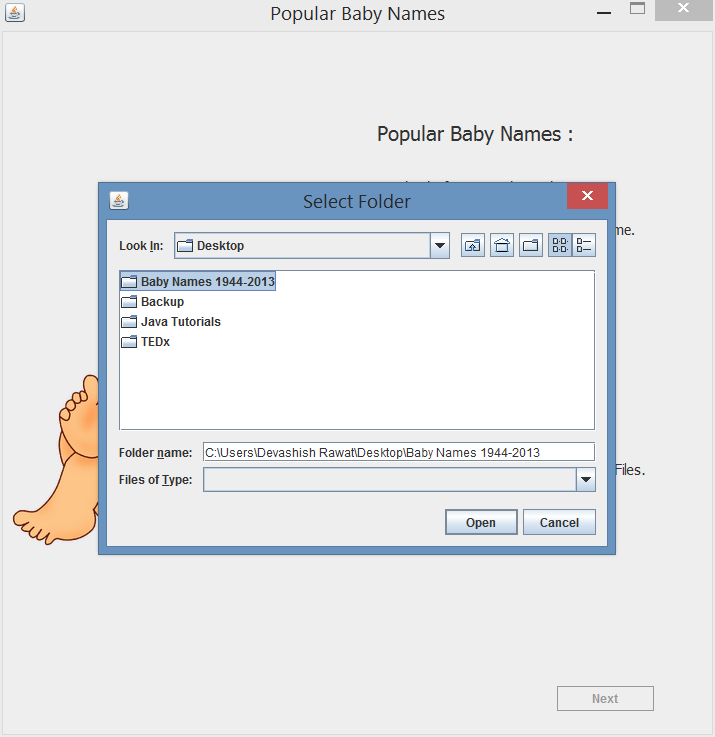 Popular Baby Names
Popular Baby Names :
me.
Select Folder
Look In: Desktop
Baby Names 1944-2013
Backup
Java Tutorials
TEDx
Folder name: C:\Users\Devashish Rawat\Desktop\Baby Names 1944-2013
Files of Type:
Files.
Open Cancel
Next